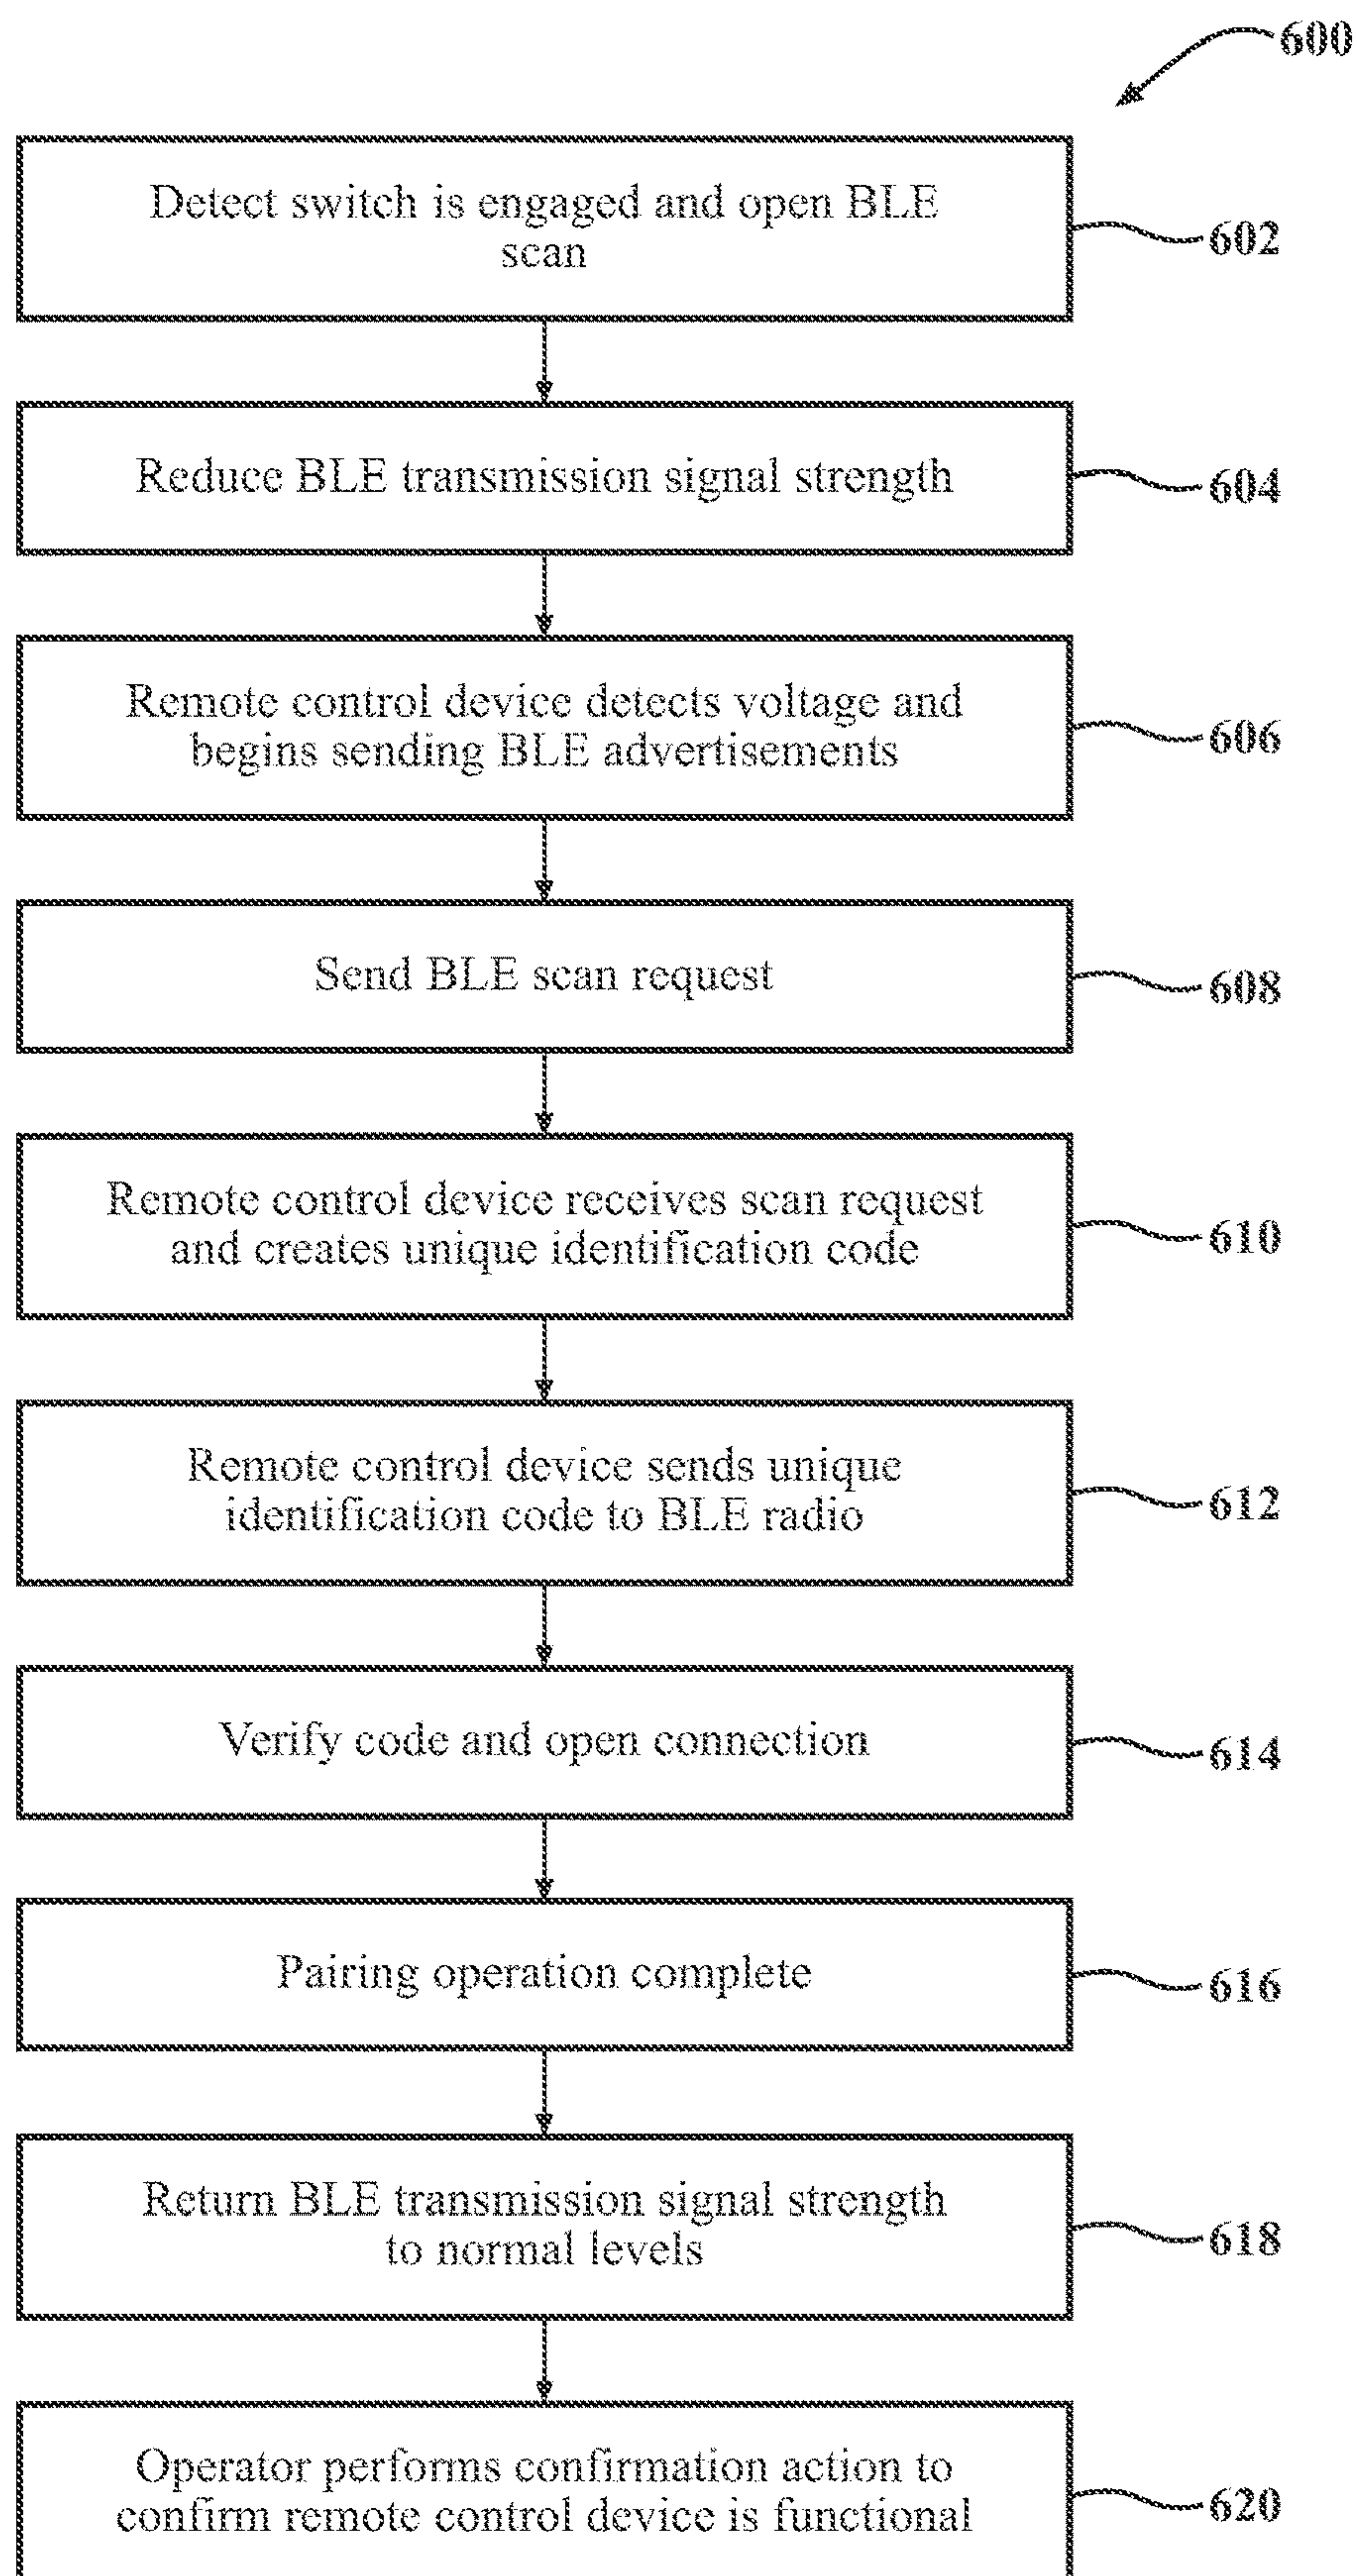 600
Detect switch is engaged and open BLE
scan
602
Reduce BLE transmission signal strength
604
Remote control device detects voltage and
begins sending BLE advertisements
606
Send BLE scan request
608
Remote control device receives scan request
and creates unique identification code
610
Remote control device sends unique
identification code to BLE radio
612
Verify code and open connection
614
Pairing operation complete
616
Return BLE transmission signal strength
to normal levels
618
Operator performs confirmation action to
confirm remote control device is functional
620